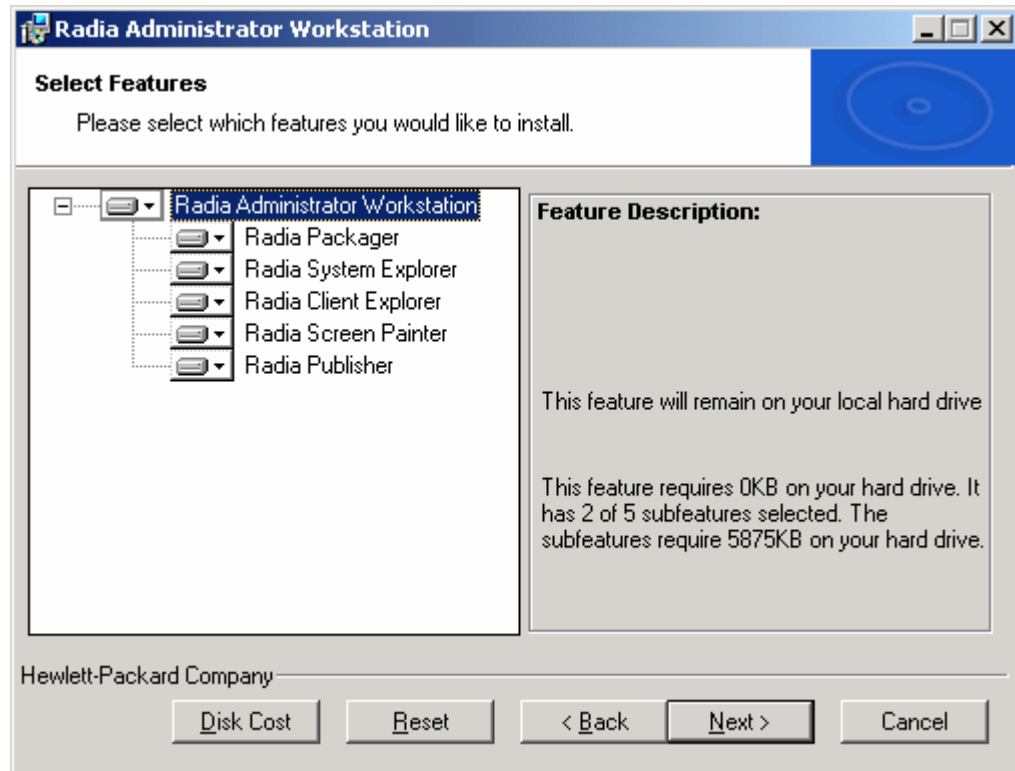 Radia Administrator Workstation
Select Features
Please select which features you would like to install.
Radia Administrator Workstation
Radia Packager
Radia System Explorer
Radia Client Explorer
Radia Screen Painter
Radia Publisher
Feature Description:
This feature will remain on your local hard drive
This feature requires 0KB on your hard drive. It
has 2 of 5 subfeatures selected. The
subfeatures require 5875KB on your hard drive.
Hewlett-Packard Company
Disk Cost
Reset
< Back
Next >
Cancel